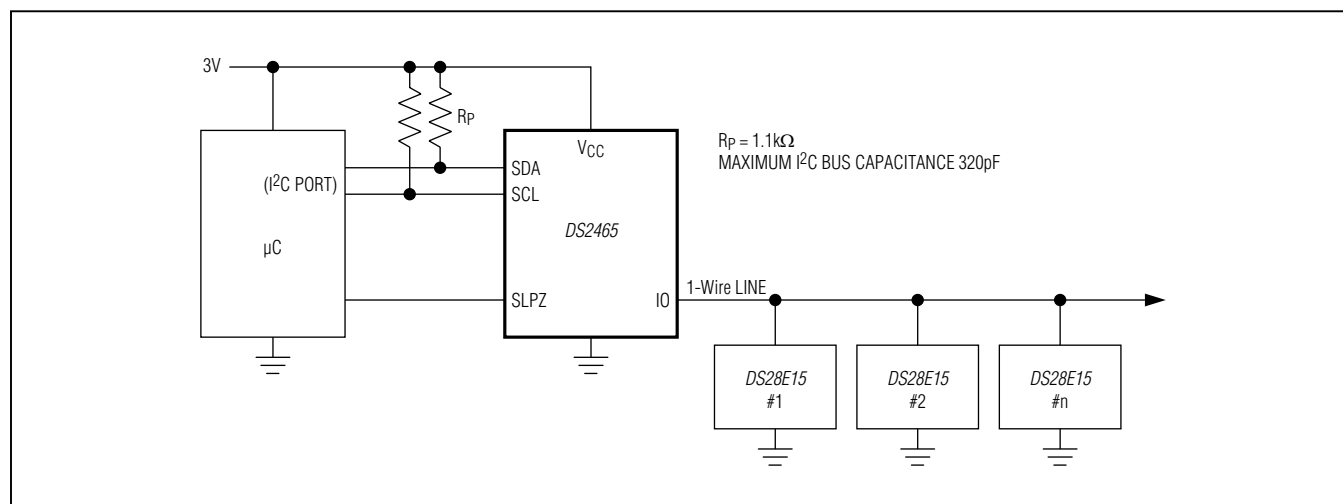 3V
RP
VCC
RP = 1.1kΩ
MAXIMUM I2C BUS CAPACITANCE 320pF
(I2C PORT)
SDA
SCL
DS2465
µC
SLPZ
IO
1-Wire LINE
DS28E15
#1
DS28E15
#2
DS28E15
#n